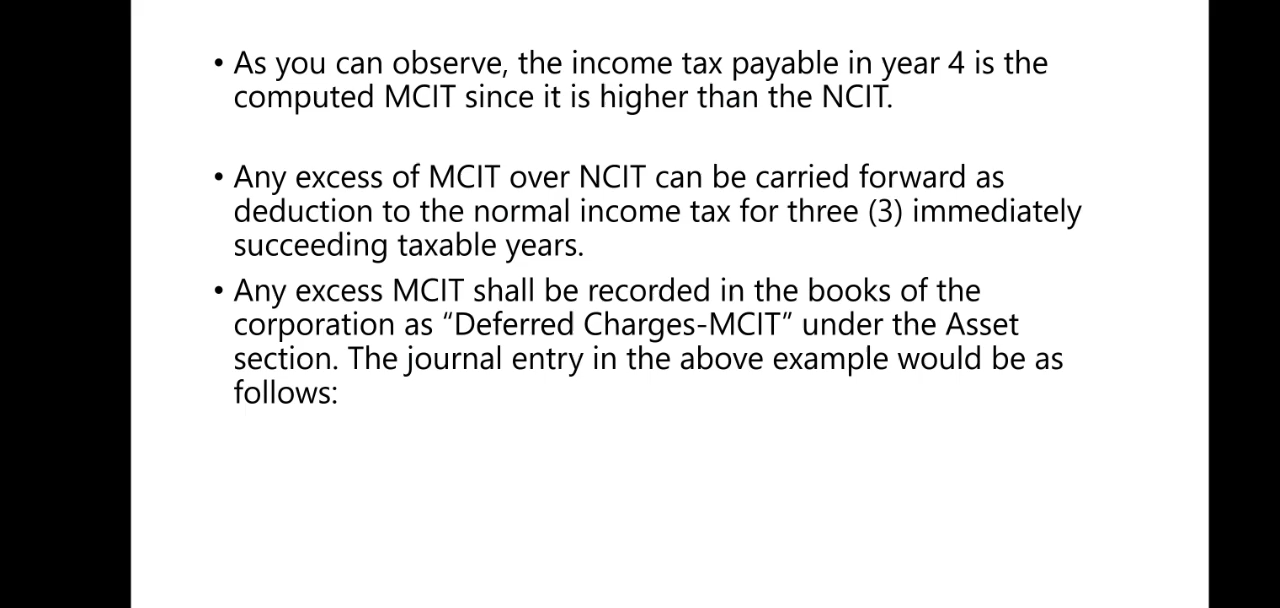 • As you can observe, the income tax payable in year 4 is the
computed MCIT since it is higher than the NCIT.
• Any excess of MCIT over NCIT can be carried forward as
deduction to the normal income tax for three (3) immediately
succeeding taxable years.
• Any excess MCIT shall be recorded in the books of the
corporation as “Deferred Charges-MCIT” under the Asset
section. The journal entry in the above example would be as
follows: